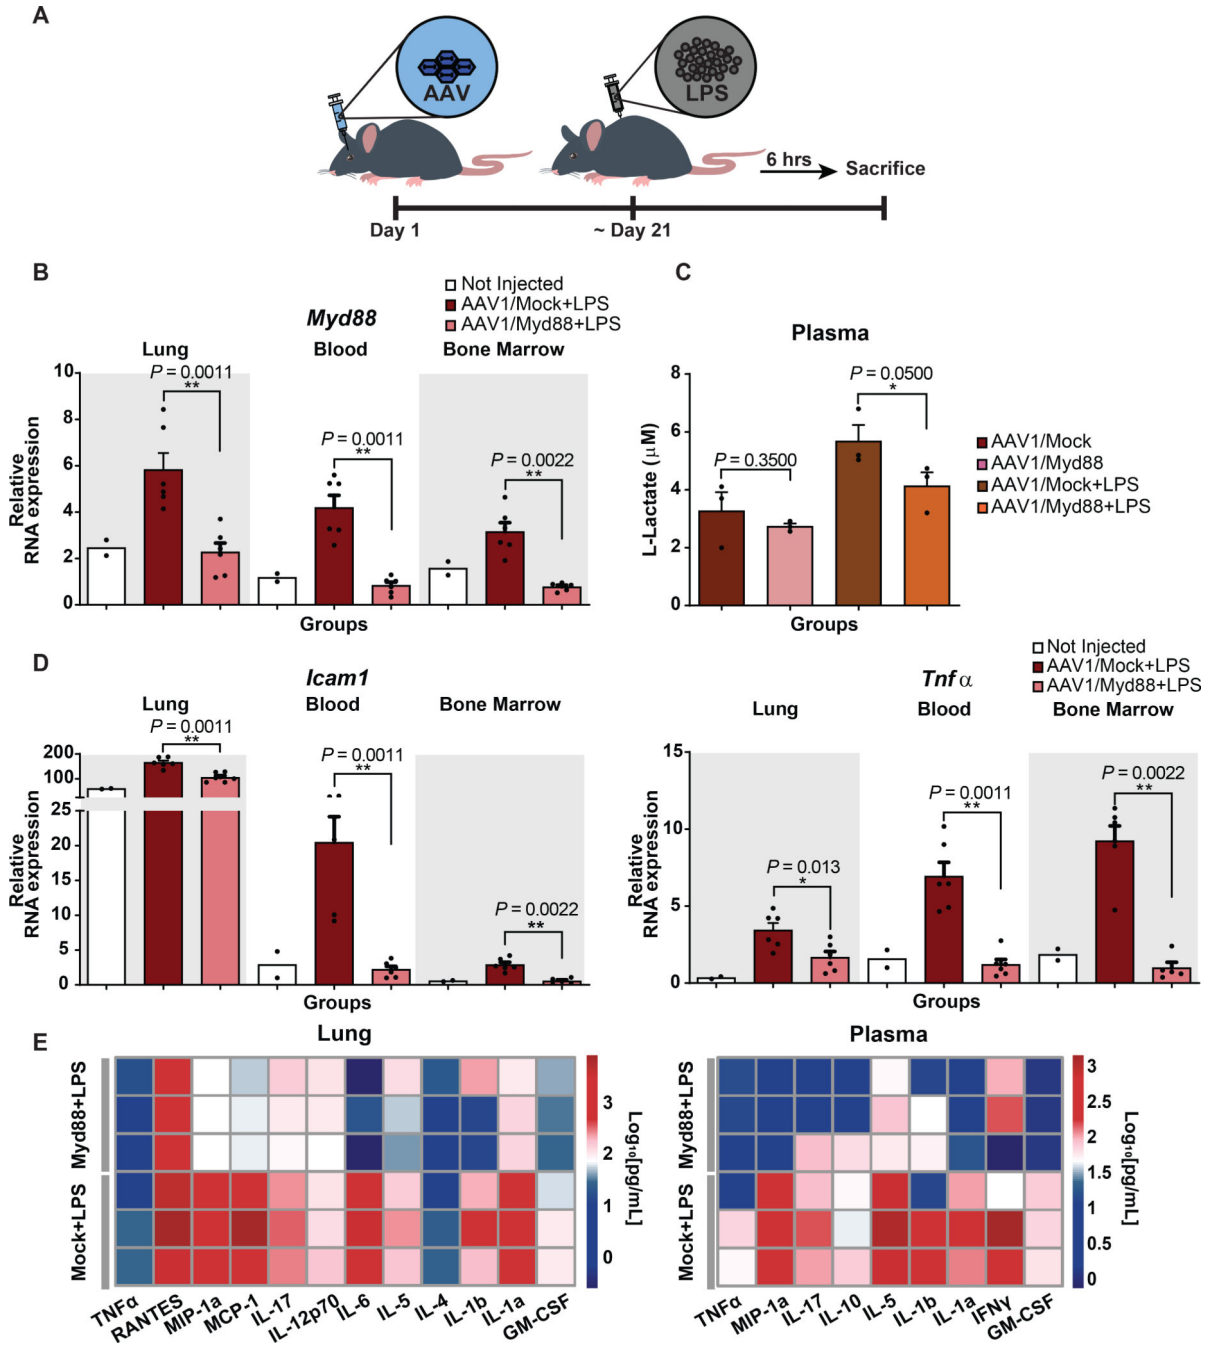 A
AAV
LPS
6 hrs
Sacrifice
Day 1
~ Day 21
B
Not Injected
AAV1/Mock+LPS
AAV1/Myd88+LPS
Myd88
Lung
Blood
Bone Marrow
P = 0.0011
**
P = 0.0011
**
P = 0.0022
**
Relative
RNA expression
10
8
6
4
2
0
Groups
C
Plasma
P = 0.0500
*
P = 0.3500
L-Lactate (μM)
8
6
4
2
0
Groups
AAV1/Mock
AAV1/Myd88
AAV1/Mock+LPS
AAV1/Myd88+LPS
D
Icam1
Lung
Blood
Bone Marrow
P = 0.0011
**
P = 0.0011
**
P = 0.0022
**
Relative
RNA expression
200
100
25
20
15
10
5
0
Groups
Not Injected
AAV1/Mock+LPS
AAV1/Myd88+LPS
Tnf α
Lung
Blood
Bone Marrow
P = 0.013
*
P = 0.0011
**
P = 0.0022
**
Relative
RNA expression
15
10
5
0
Groups
E
Lung
Myd88+LPS
Mock+LPS
TNFα
RANTES
MIP-1a
MCP-1
IL-17
IL-12p70
IL-6
IL-5
IL-4
IL-1b
IL-1a
GM-CSF
3
2
1
0
Log10[pg/mL]
Plasma
Myd88+LPS
Mock+LPS
TNFα
MIP-1a
IL-17
IL-10
IL-5
IL-1b
IL-1a
IFNγ
GM-CSF
3
2.5
2
1.5
1
0.5
0
Log10[pg/mL]